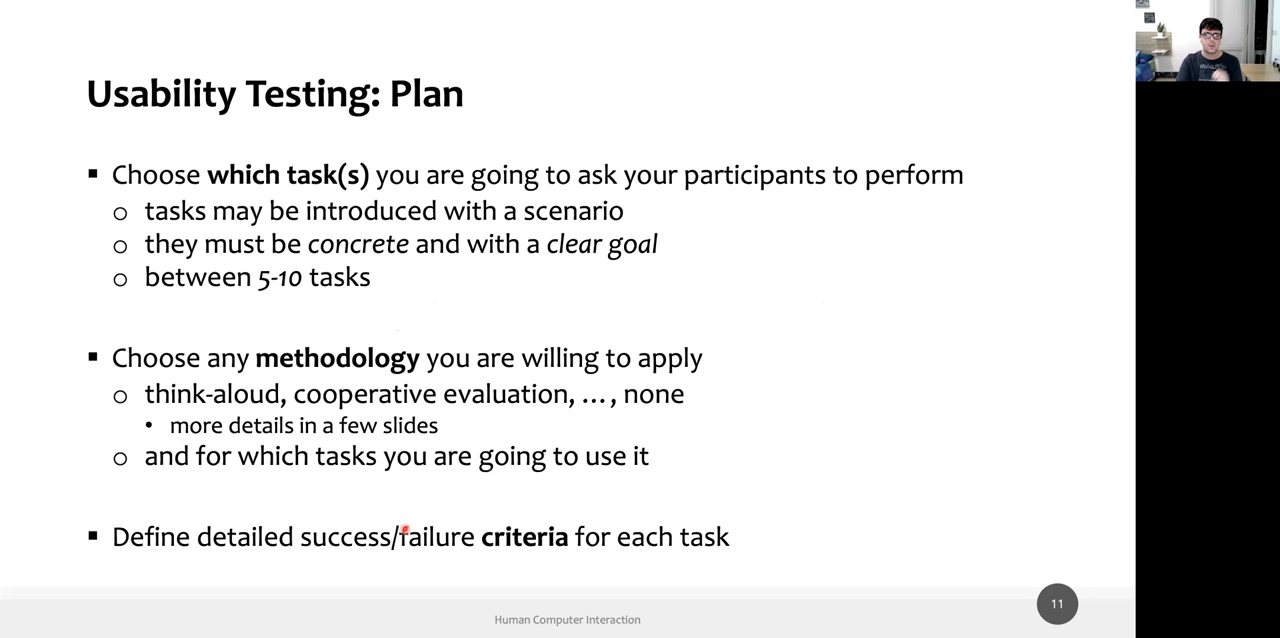 Usability Testing: Plan
▪ Choose which task(s) you are going to ask your participants to perform
o tasks may be introduced with a scenario
o they must be concrete and with a clear goal
o between 5-10 tasks
▪ Choose any methodology you are willing to apply
o think-aloud, cooperative evaluation, …, none
• more details in a few slides
o and for which tasks you are going to use it
▪ Define detailed success/failure criteria for each task
Human Computer Interaction
11